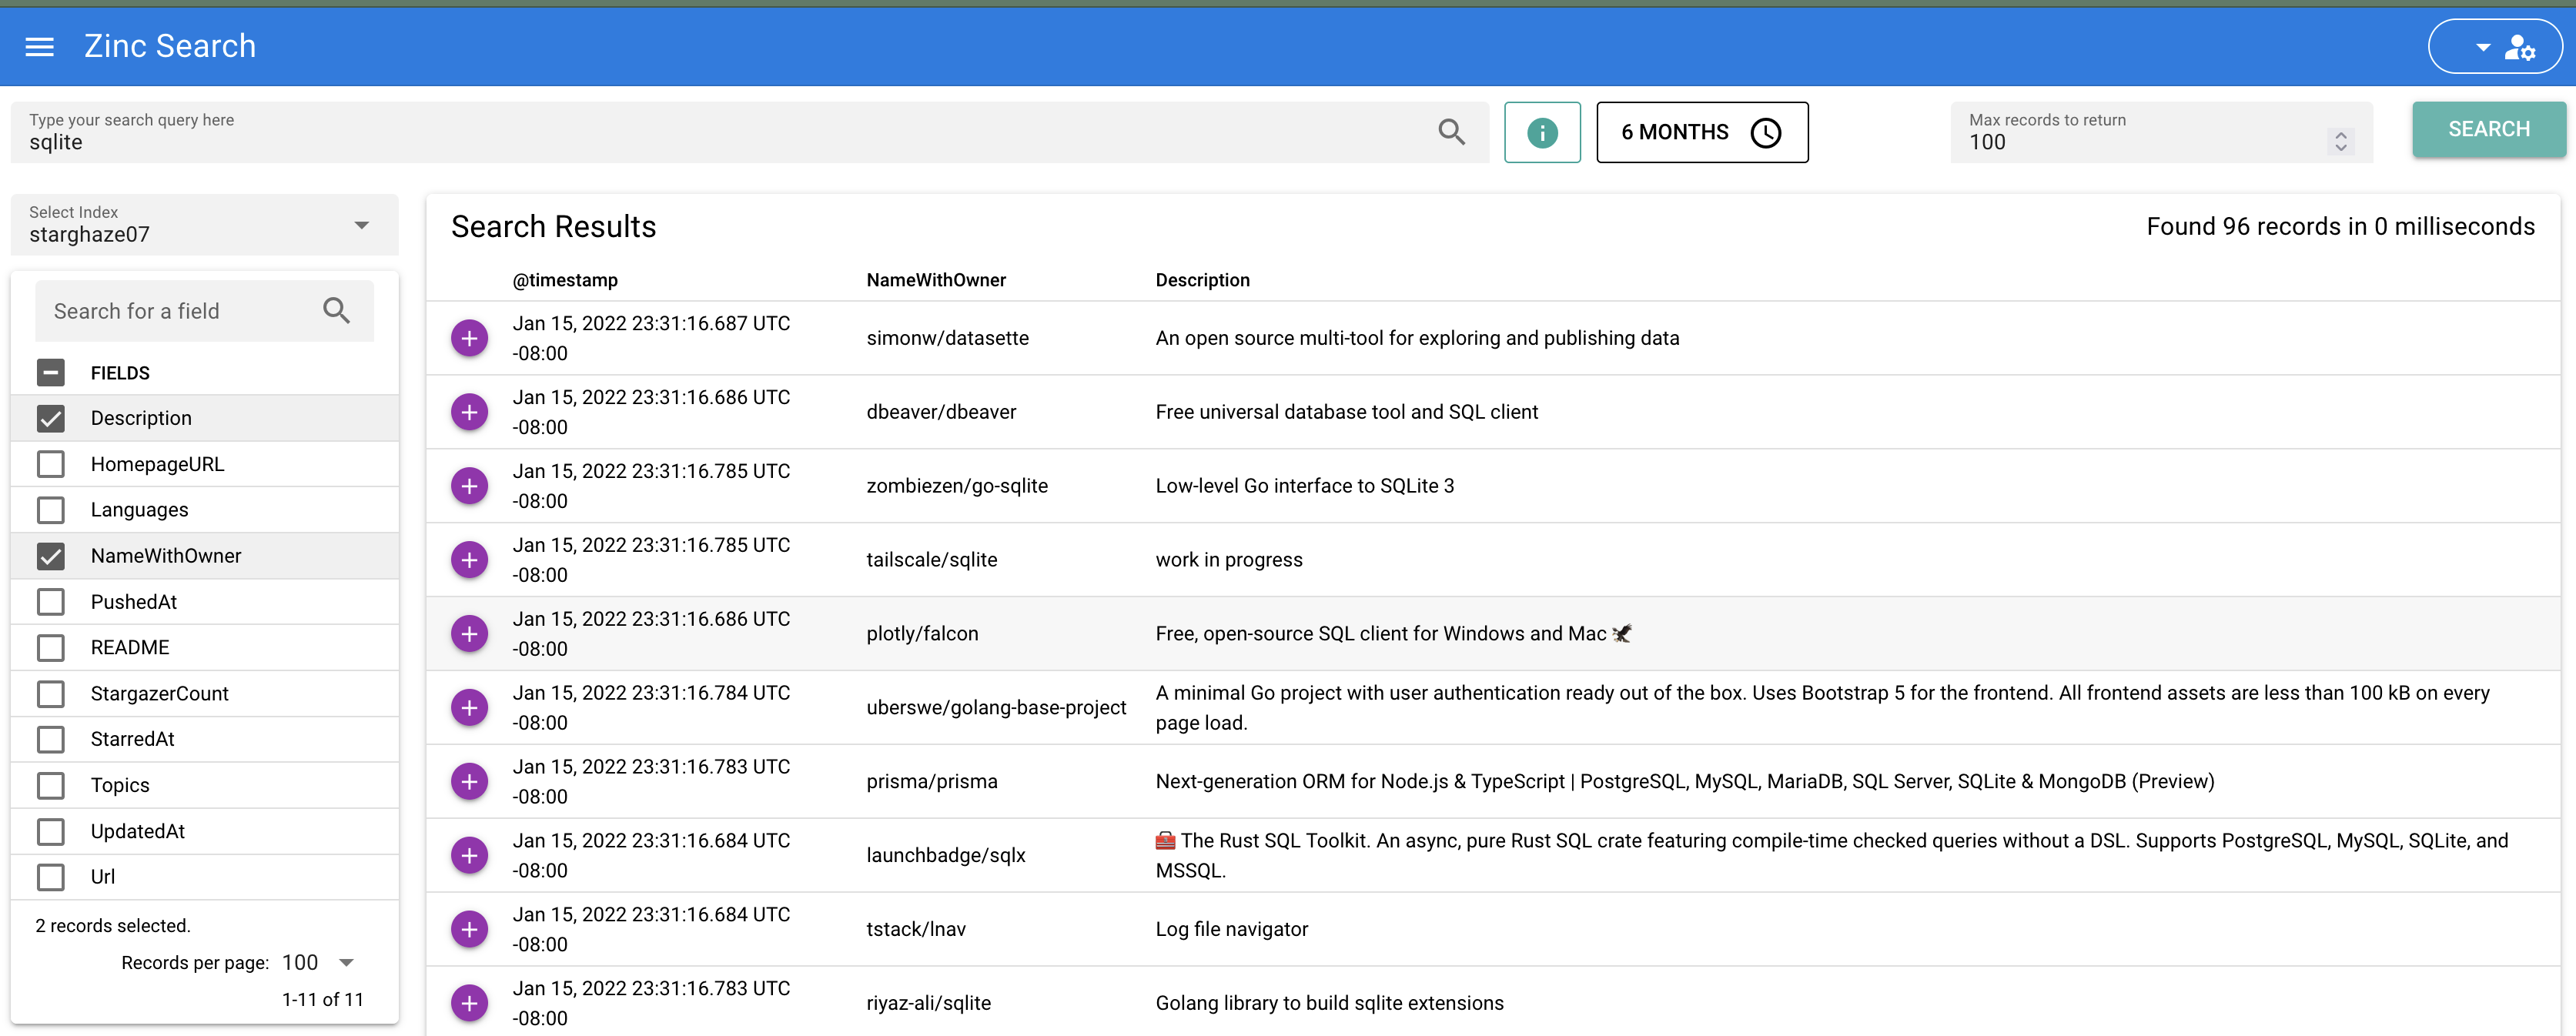 Zinc Search
Type your search query here
sqlite
6 MONTHS
Max records to return
100
SEARCH
Select Index
starghaze07
Search for a field
FIELDS
Description
HomepageURL
Languages
NameWithOwner
PushedAt
README
StargazerCount
StarredAt
Topics
UpdatedAt
Url
2 records selected.
Records per page: 100
1-11 of 11
Search Results
Found 96 records in 0 milliseconds
@timestamp NameWithOwner Description
Jan 15, 2022 23:31:16.687 UTC
-08:00
simonw/datasette
An open source multi-tool for exploring and publishing data
Jan 15, 2022 23:31:16.686 UTC
-08:00
dbeaver/dbeaver
Free universal database tool and SQL client
Jan 15, 2022 23:31:16.785 UTC
-08:00
zombiezen/go-sqlite
Low-level Go interface to SQLite 3
Jan 15, 2022 23:31:16.785 UTC
-08:00
tailscale/sqlite
work in progress
Jan 15, 2022 23:31:16.686 UTC
-08:00
plotly/falcon
Free, open-source SQL client for Windows and Mac 🦅
Jan 15, 2022 23:31:16.784 UTC
-08:00
uberswe/golang-base-project
A minimal Go project with user authentication ready out of the box. Uses Bootstrap 5 for the frontend. All frontend assets are less than 100 kB on every
page load.
Jan 15, 2022 23:31:16.783 UTC
-08:00
prisma/prisma
Next-generation ORM for Node.js & TypeScript | PostgreSQL, MySQL, MariaDB, SQL Server, SQLite & MongoDB (Preview)
Jan 15, 2022 23:31:16.684 UTC
-08:00
launchbadge/sqlx
🧰 The Rust SQL Toolkit. An async, pure Rust SQL crate featuring compile-time checked queries without a DSL. Supports PostgreSQL, MySQL, SQLite, and
MSSQL.
Jan 15, 2022 23:31:16.684 UTC
-08:00
tstack/lnav
Log file navigator
Jan 15, 2022 23:31:16.783 UTC
-08:00
riyaz-ali/sqlite
Golang library to build sqlite extensions